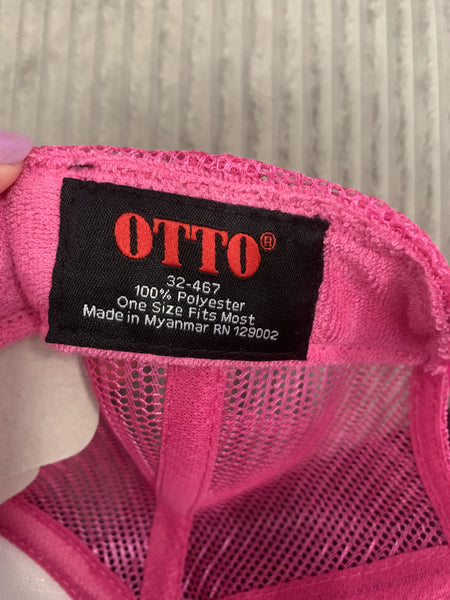 OTTO®
32-467
100% Polyester
One Size Fits Most
Made in Myanmar RN 129002